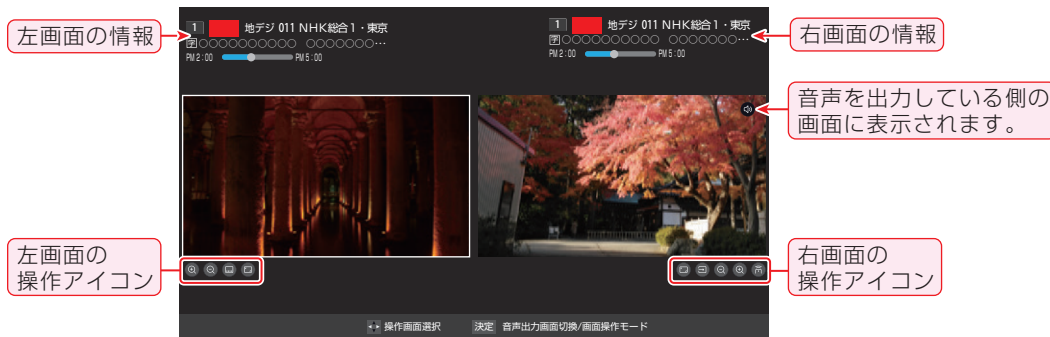 左画面の情報
1 地デジ 011 NHK総合1・東京
字○○○○○○○○○○ ○○○○○○○…
PM 2:00 PM 5:00
1 地デジ 011 NHK総合1・東京
字○○○○○○○○○○ ○○○○○○○…
PM 2:00 PM 5:00
右画面の情報
音声を出力している側の
画面に表示されます。
左画面の
操作アイコン
右画面の
操作アイコン
操作画面選択 決定 音声出力画面切換/画面操作モード